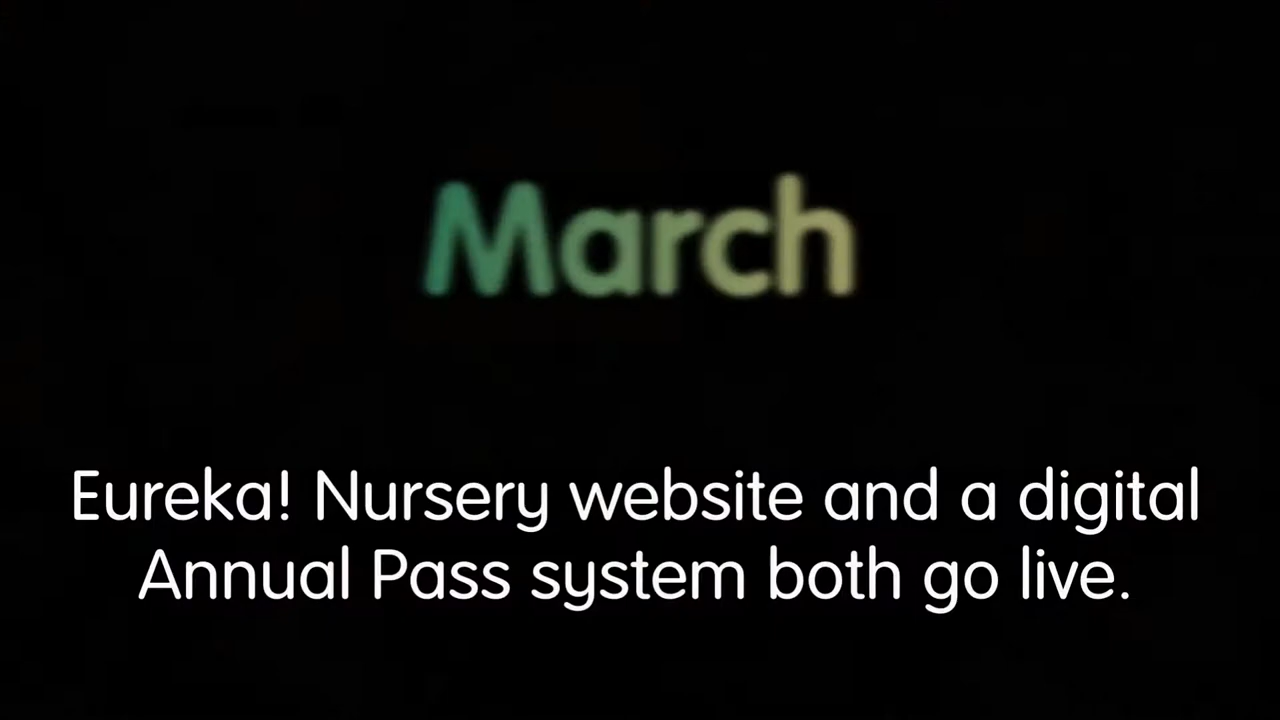 March
Eureka! Nursery website and a digital
Annual Pass system both go live.